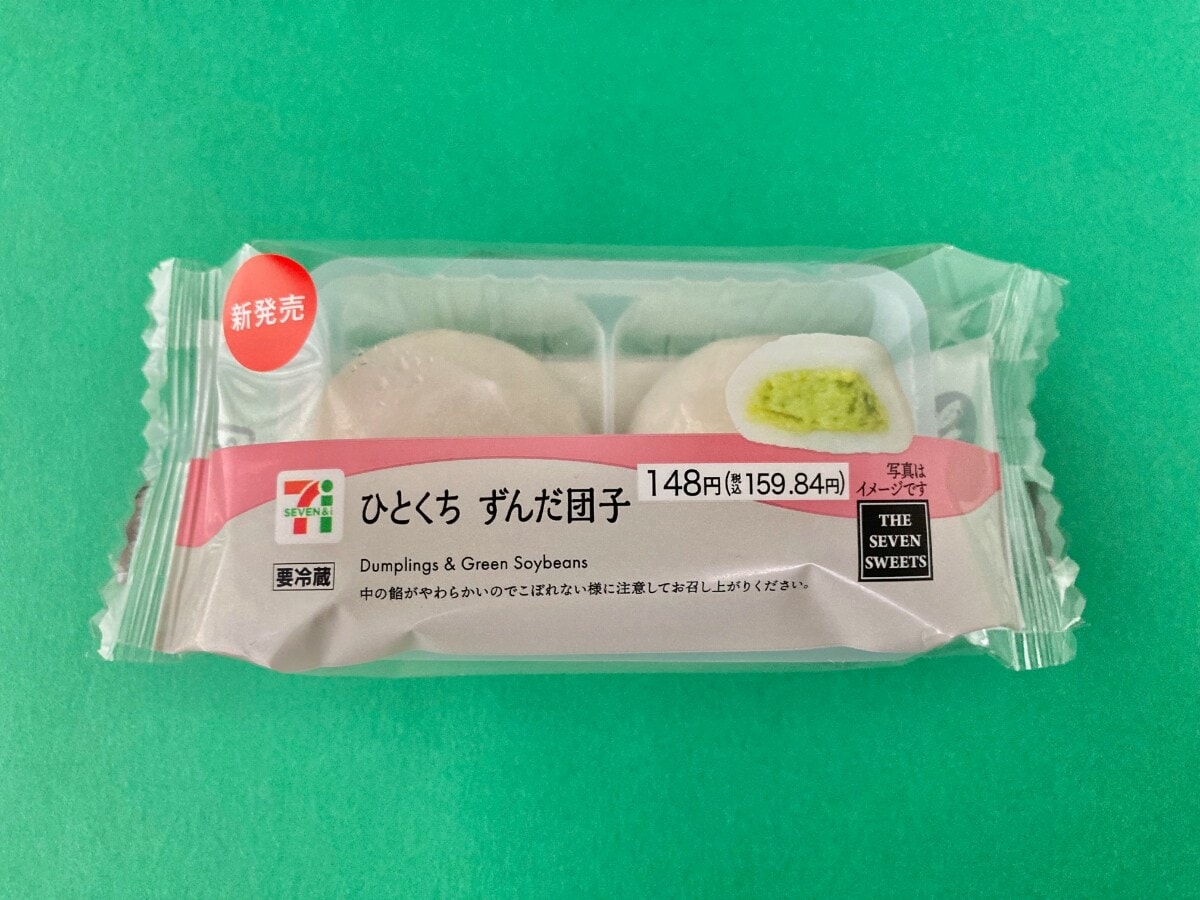 新発売
SEVEN&i
ひとくち ずんだ団子
148円(税込159.84円)
写真は
イメージです
THE
SEVEN
SWEETS
要冷蔵
Dumplings & Green Soybeans
中の餡がやわらかいのでこぼれない様に注意してお召し上がりください。